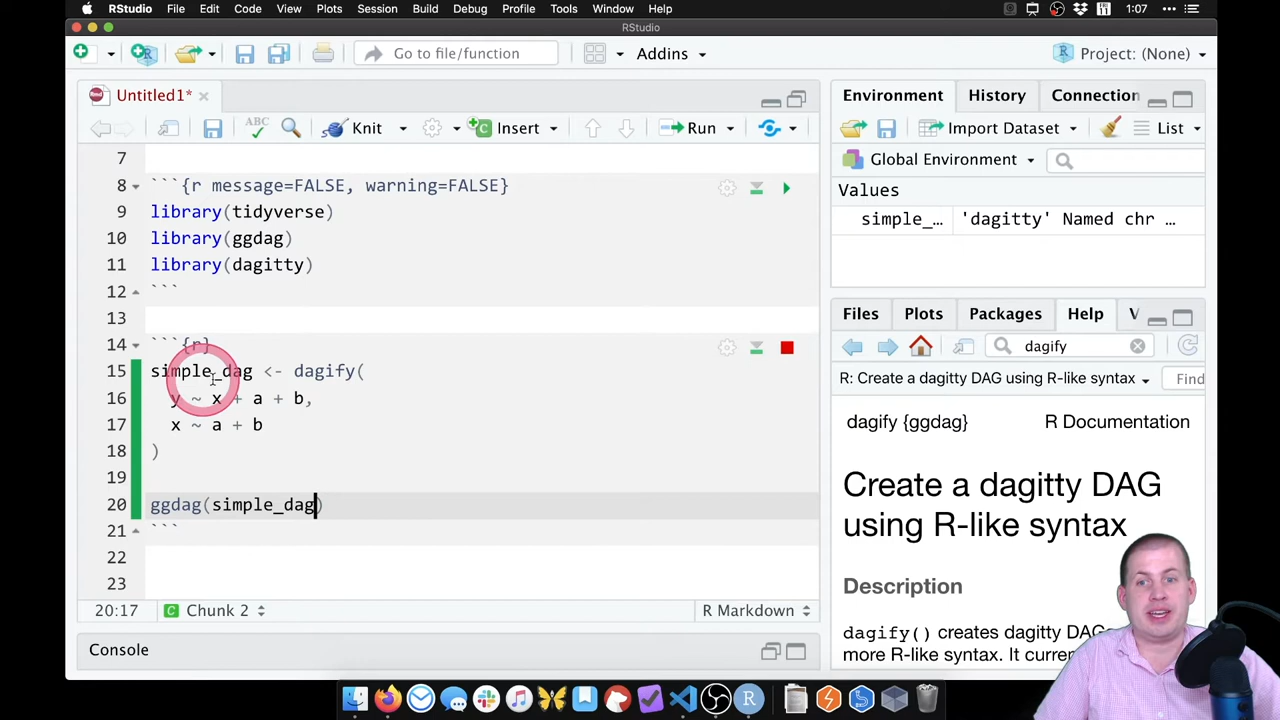 RStudio File Edit Code View Plots Session Build Debug Profile Tools Window Help 1:07
RStudio
Go to file/function Addins Project: (None)
Untitled1*
ABC Knit Insert Run
7
8 ```{r message=FALSE, warning=FALSE}
9 library(tidyverse)
10 library(ggdag)
11 library(dagitty)
12 ```
13
14 ```{r}
15 simple_dag <- dagify(
16 y ~ x + a + b,
17 x ~ a + b
18 )
19
20 ggdag(simple_dag)
21 ```
22
23
20:17 C Chunk 2 R Markdown
Console
Environment History Connection
Import Dataset List
Global Environment
Values
simple_… 'dagitty' Named chr …
Files Plots Packages Help V
dagify
R: Create a dagitty DAG using R-like syntax Find
dagify {ggdag} R Documentation
Create a dagitty DAG
using R-like syntax
Description
dagify() creates dagitty DAGs
more R-like syntax. It curren